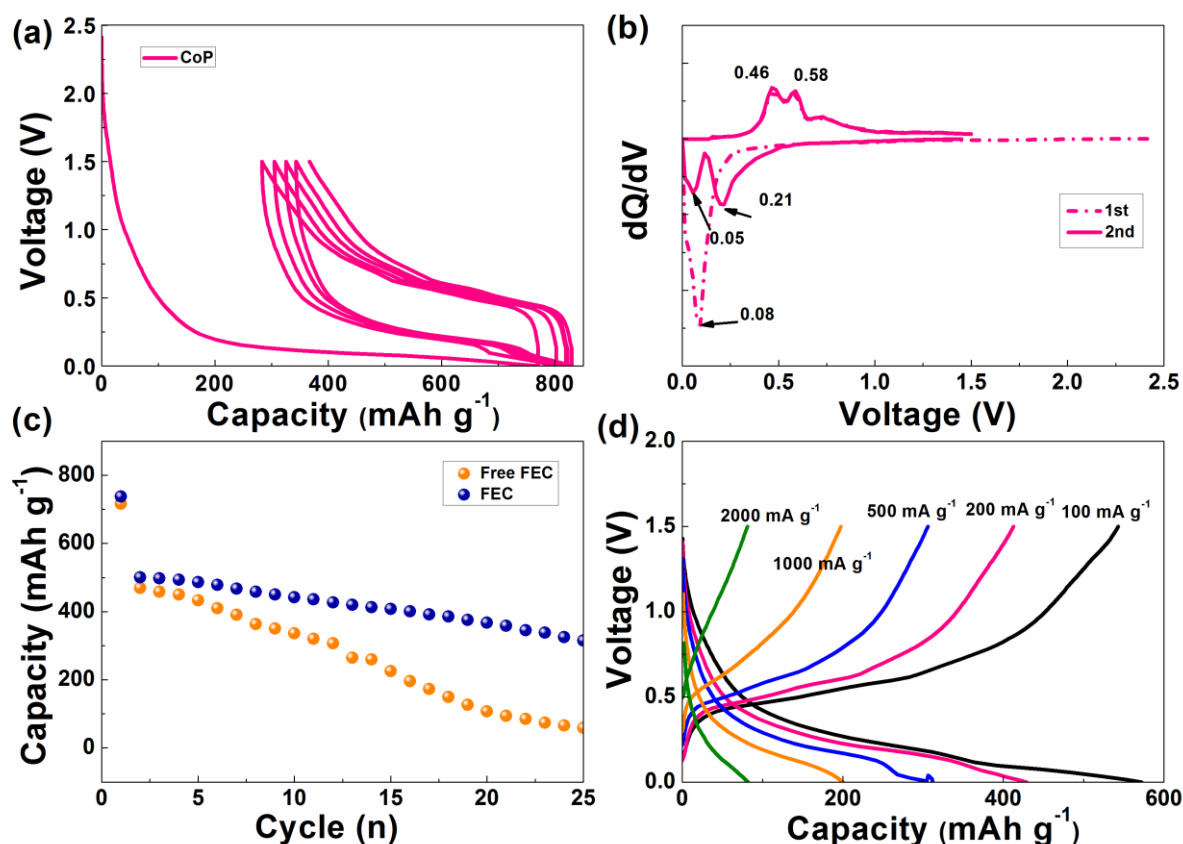 (a)
CoP
2.5
2.0
1.5
1.0
0.5
0.0
Voltage (V)
0 200 400 600 800
Capacity (mAh g⁻¹)
(b)
0.46 0.58
0.21
0.05
0.08
1st
2nd
dQ/dV
0.0 0.5 1.0 1.5 2.0 2.5
Voltage (V)
(c)
Free FEC
FEC
800
600
400
200
0
Capacity (mAh g⁻¹)
0 5 10 15 20 25
Cycle (n)
(d)
2000 mA g⁻¹
500 mA g⁻¹
200 mA g⁻¹
100 mA g⁻¹
1000 mA g⁻¹
2.0
1.5
1.0
0.5
0.0
Voltage (V)
0 200 400 600
Capacity (mAh g⁻¹)